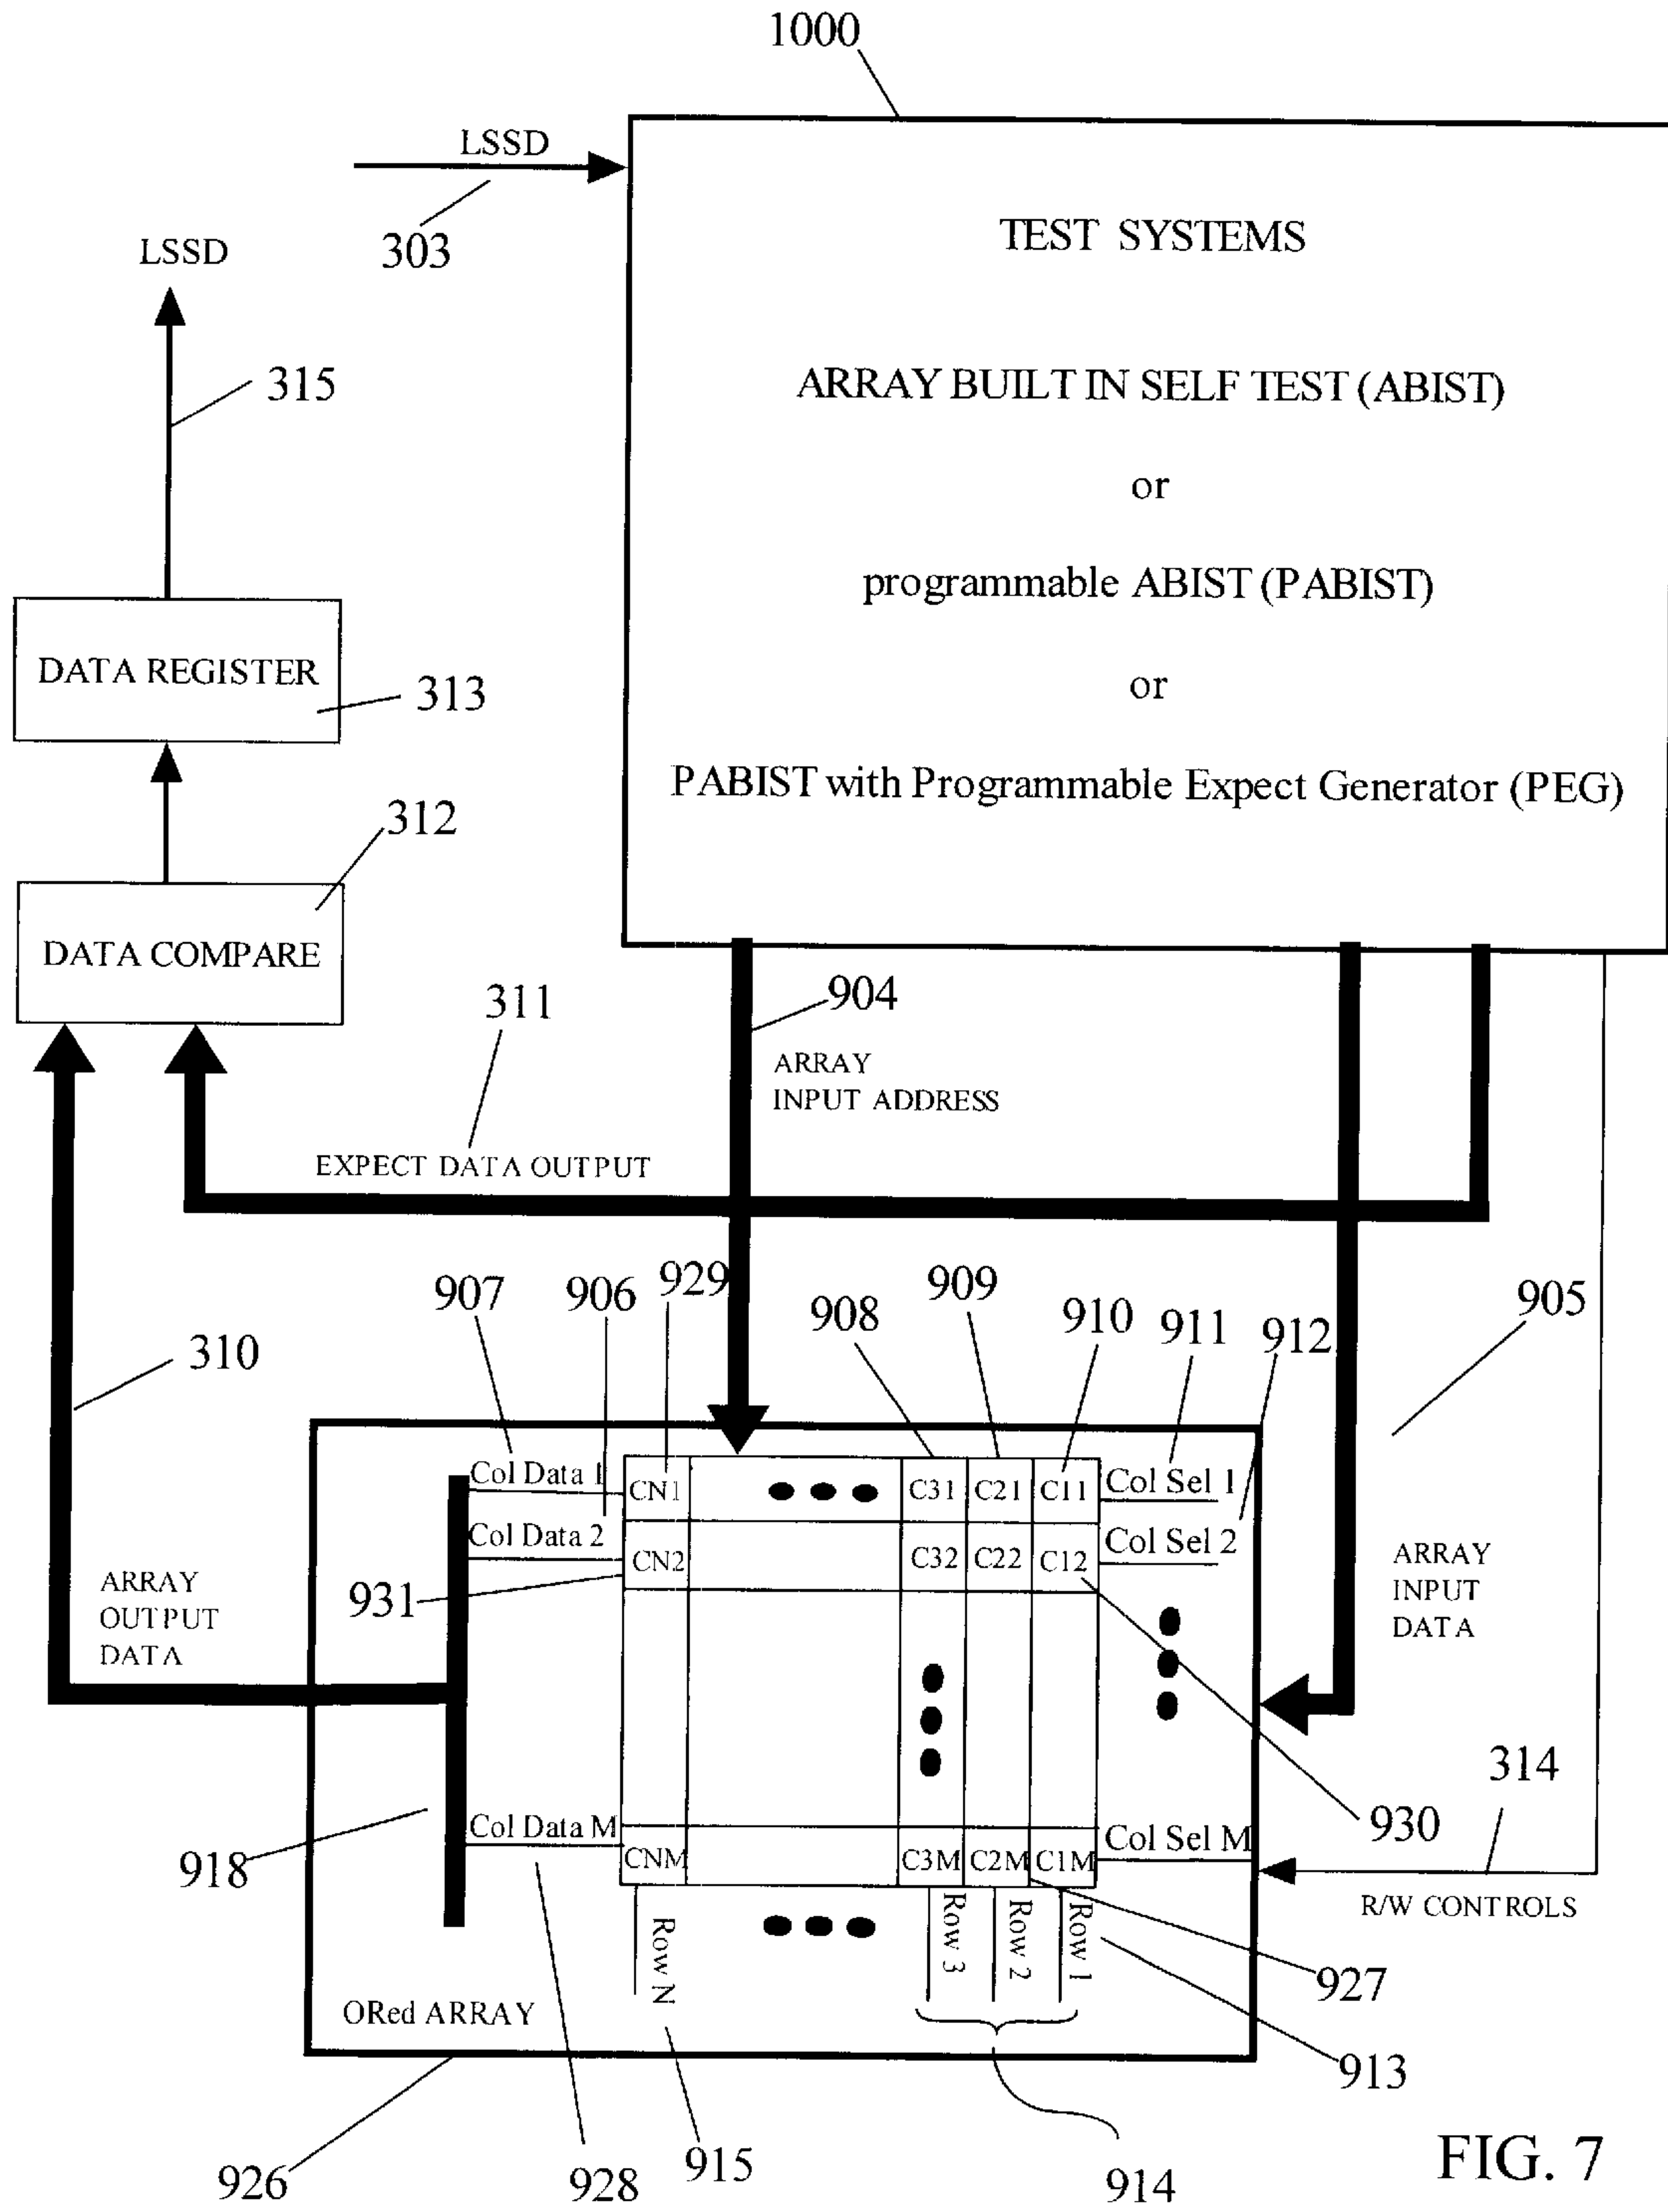 1000
LSSD
303
TEST SYSTEMS
ARRAY BUILT IN SELF TEST (ABIST)
or
programmable ABIST (PABIST)
or
PABIST with Programmable Expect Generator (PEG)
LSSD
315
DATA REGISTER
313
312
DATA COMPARE
311
904
ARRAY
INPUT ADDRESS
EXPECT DATA OUTPUT
907
906
929
908
909
910
911
912
905
310
Col Data 1
CN1
C31
C21
C11
Col Sel 1
Col Data 2
CN2
C32
C22
C12
Col Sel 2
931
ARRAY
OUTPUT
DATA
ARRAY
INPUT
DATA
314
930
918
Col Data M
CNM
C3M
C2M
C1M
Col Sel M
R/W CONTROLS
Row N
Row 3
Row 2
Row 1
927
ORed ARRAY
913
926
928
915
914
FIG. 7